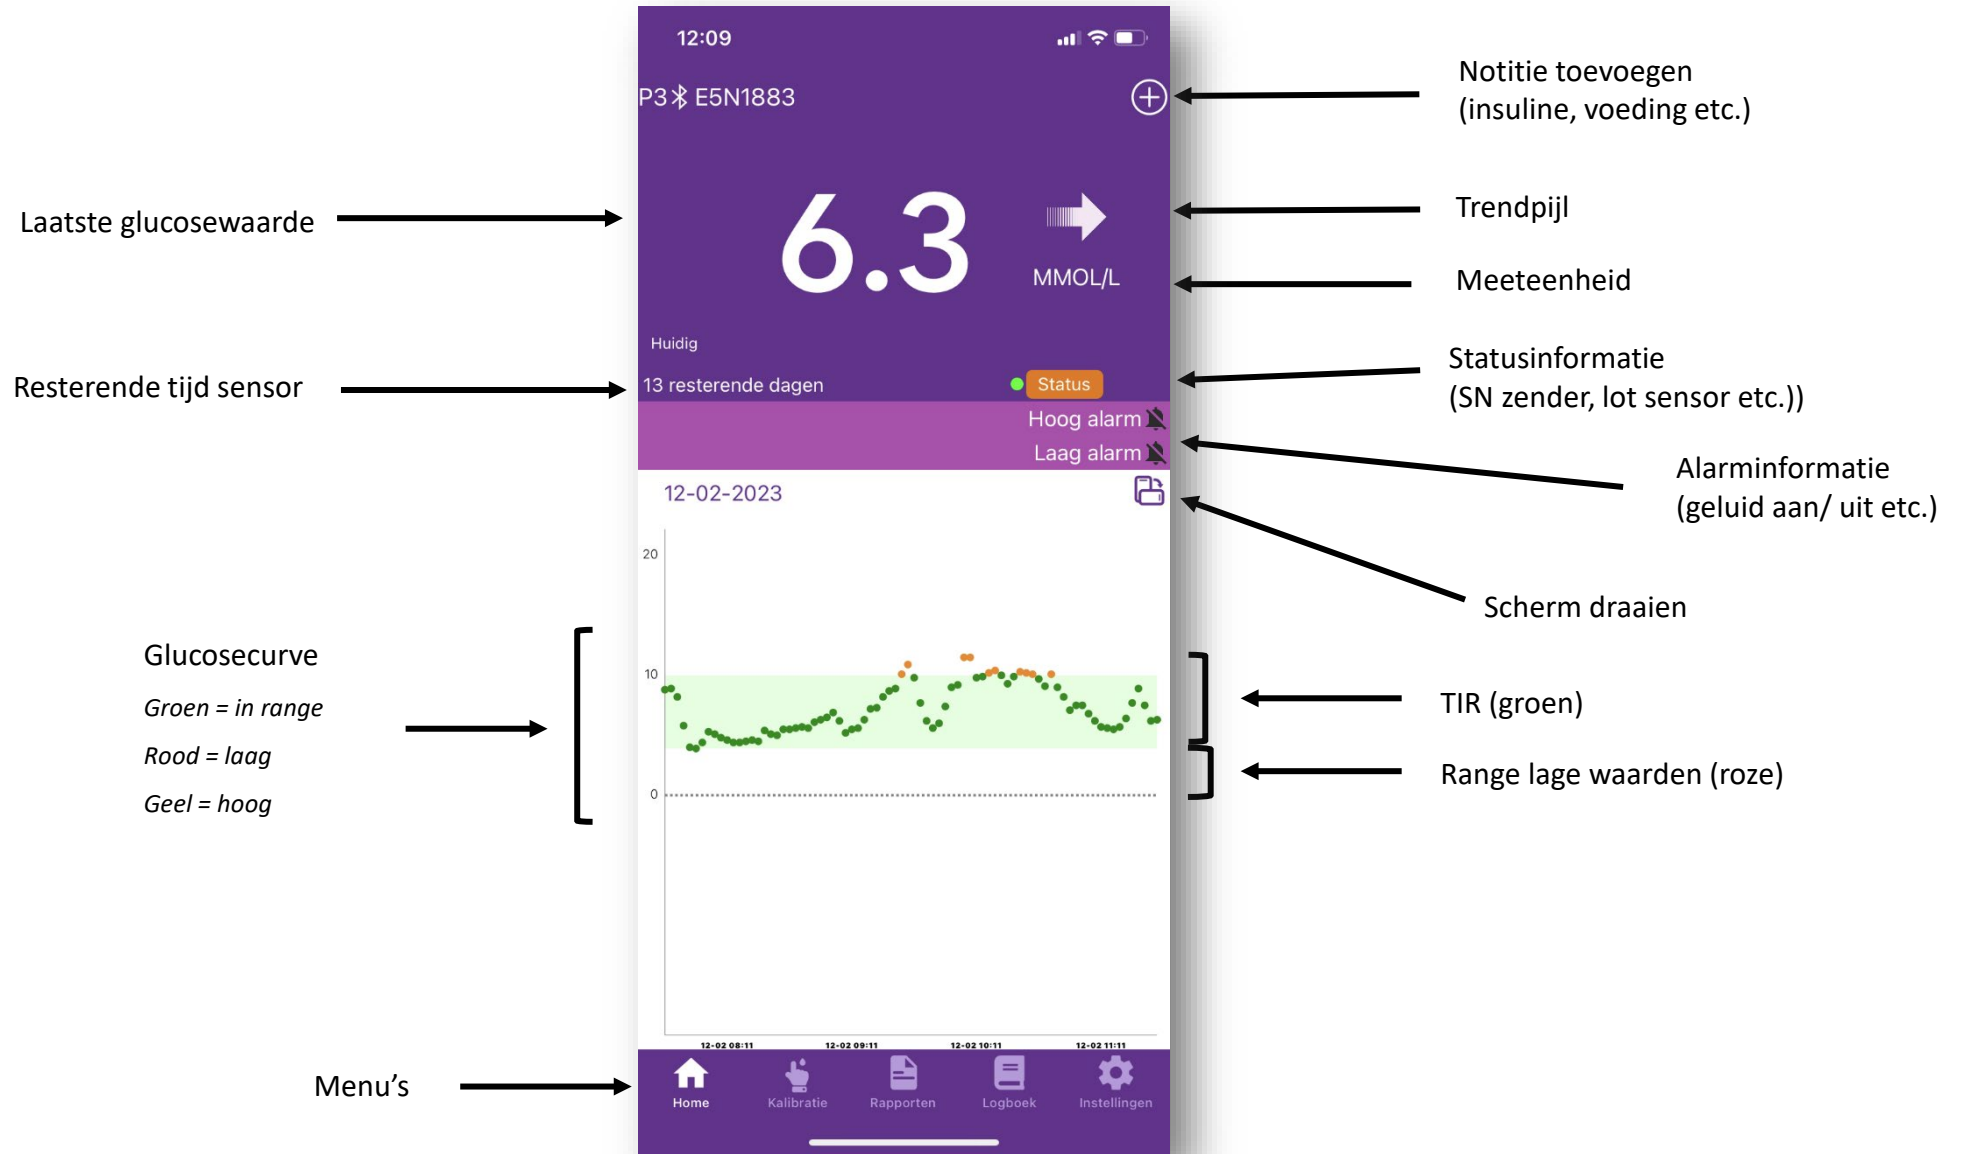 12:09
P3 E5N1883
Notitie toevoegen
(insuline, voeding etc.)
Laatste glucosewaarde
6.3
Trendpijl
MMOL/L
Meeteenheid
Huidig
Resterende tijd sensor
13 resterende dagen
Status
Statusinformatie
(SN zender, lot sensor etc.))
Hoog alarm
Laag alarm
Alarminformatie
(geluid aan/ uit etc.)
12-02-2023
Scherm draaien
20
10
0
Glucosecurve
Groen = in range
Rood = laag
Geel = hoog
TIR (groen)
Range lage waarden (roze)
12-02 08:11 12-02 09:11 12-02 10:11 12-02 11:11
Menu's
Home Kalibratie Rapporten Logboek Instellingen